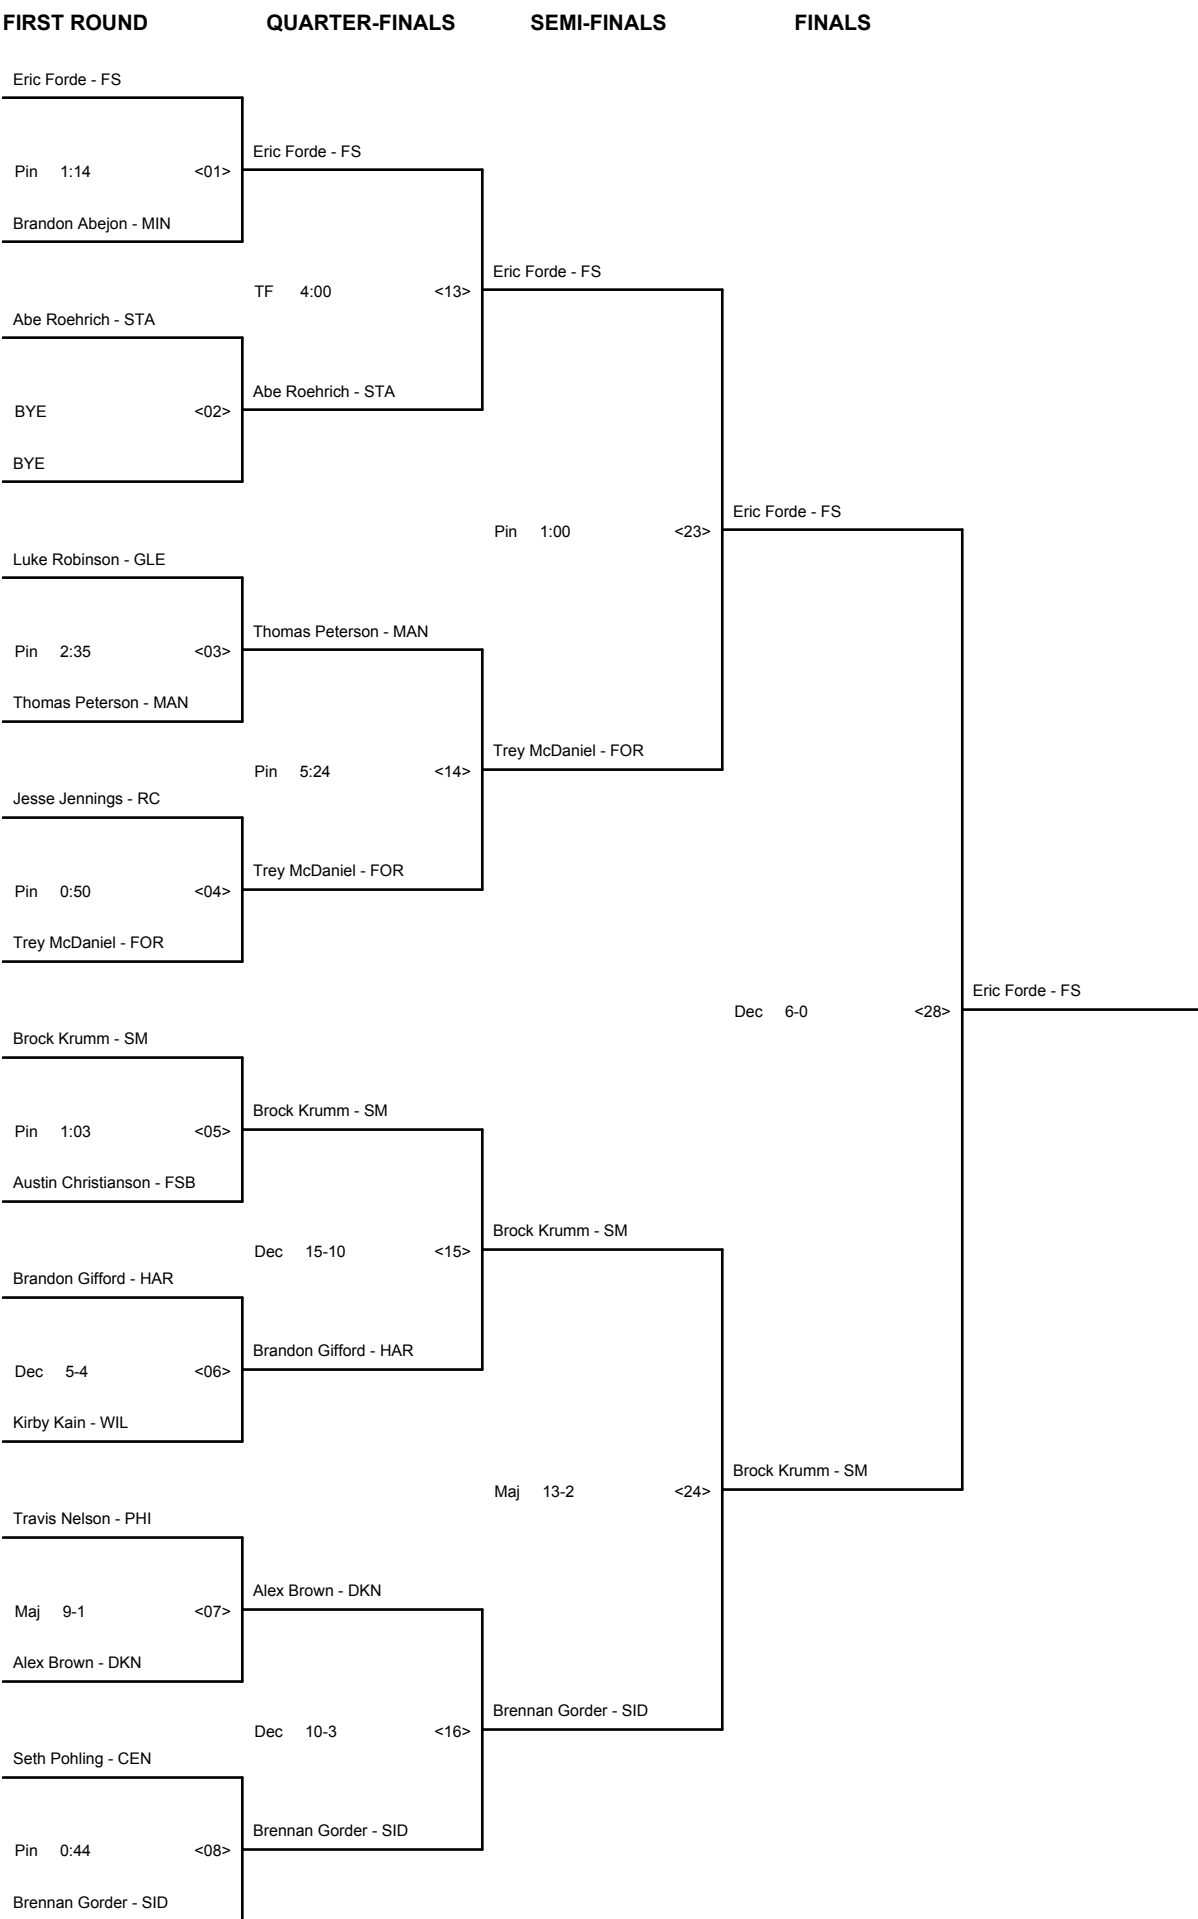 FIRST ROUND QUARTER-FINALS SEMI-FINALS FINALS
Eric Forde - FS
Eric Forde - FS
Pin 1:14 <01>
Brandon Abejon - MIN
Eric Forde - FS
TF 4:00 <13>
Abe Roehrich - STA
Abe Roehrich - STA
BYE <02>
BYE
Eric Forde - FS
Pin 1:00 <23>
Luke Robinson - GLE
Thomas Peterson - MAN
Pin 2:35 <03>
Thomas Peterson - MAN
Trey McDaniel - FOR
Pin 5:24 <14>
Jesse Jennings - RC
Trey McDaniel - FOR
Pin 0:50 <04>
Trey McDaniel - FOR
Eric Forde - FS
Dec 6-0 <28>
Brock Krumm - SM
Brock Krumm - SM
Pin 1:03 <05>
Austin Christianson - FSB
Brock Krumm - SM
Dec 15-10 <15>
Brandon Gifford - HAR
Brandon Gifford - HAR
Dec 5-4 <06>
Kirby Kain - WIL
Brock Krumm - SM
Maj 13-2 <24>
Travis Nelson - PHI
Alex Brown - DKN
Maj 9-1 <07>
Alex Brown - DKN
Brennan Gorder - SID
Dec 10-3 <16>
Seth Pohling - CEN
Brennan Gorder - SID
Pin 0:44 <08>
Brennan Gorder - SID